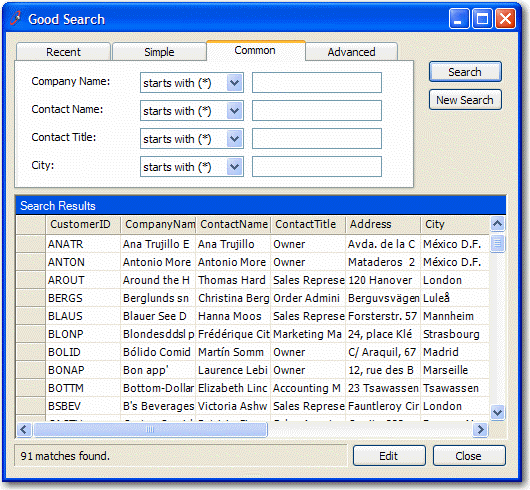 Good Search
Recent Simple Common Advanced
Company Name: starts with (*) Search
Contact Name: starts with (*) New Search
Contact Title: starts with (*)
City: starts with (*)
Search Results
CustomerID CompanyNam ContactName ContactTitle Address City
ANATR Ana Trujillo E Ana Trujillo Owner Avda. de la C México D.F.
ANTON Antonio More Antonio More Owner Mataderos 2 México D.F.
AROUT Around the H Thomas Hard Sales Represe 120 Hanover London
BERGS Berglunds sn Christina Berg Order Admini Berguvsvägen Luleå
BLAUS Blauer See D Hanna Moos Sales Represe Forsterstr. 57 Mannheim
BLONP Blondesddsl p Frédérique Cit Marketing Ma 24, place Klé Strasbourg
BOLID Bólido Comid Martín Somm Owner C/ Araquil, 67 Madrid
BONAP Bon app' Laurence Lebi Owner 12, rue des B Marseille
BOTTM Bottom-Dollar Elizabeth Linc Accounting M 23 Tsawassen Tsawassen
BSBEV B's Beverages Victoria Ashw Sales Represe Fauntleroy Cir London
91 matches found. Edit Close